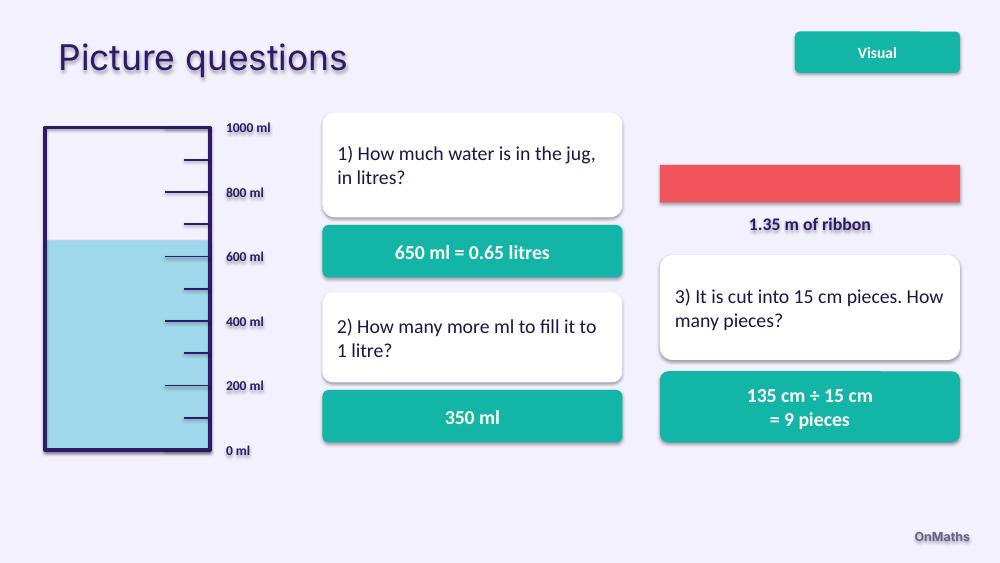 Picture questions
Visual
1000 ml
800 ml
600 ml
400 ml
200 ml
0 ml
1) How much water is in the jug,
in litres?
650 ml = 0.65 litres
2) How many more ml to fill it to
1 litre?
350 ml
1.35 m of ribbon
3) It is cut into 15 cm pieces. How
many pieces?
135 cm ÷ 15 cm
= 9 pieces
OnMaths